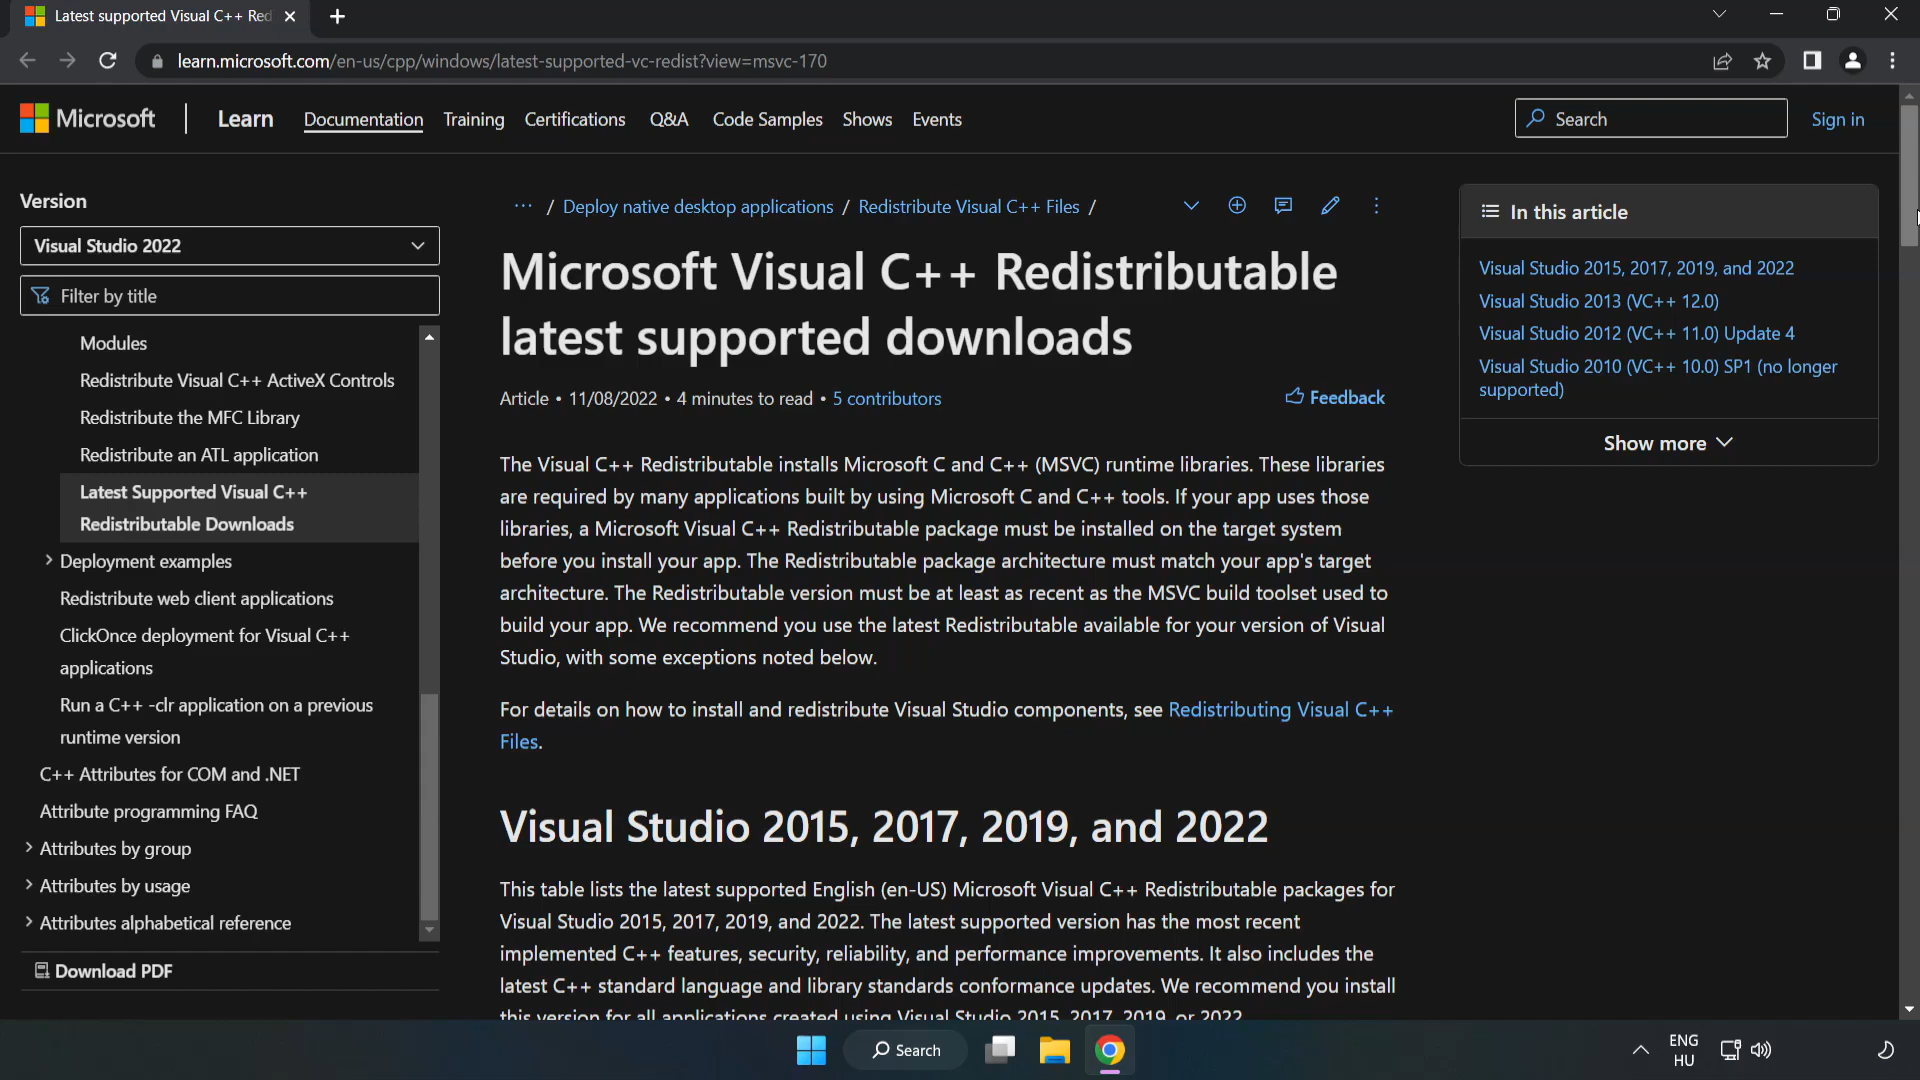 Latest supported Visual C++ Red
learn.microsoft.com/en-us/cpp/windows/latest-supported-vc-redist?view=msvc-170
Microsoft
Learn
Documentation
Training
Certifications
Q&A
Code Samples
Shows
Events
Search
Sign in
Version
Visual Studio 2022
Filter by title
Modules
Redistribute Visual C++ ActiveX Controls
Redistribute the MFC Library
Redistribute an ATL application
Latest Supported Visual C++
Redistributable Downloads
Deployment examples
Redistribute web client applications
ClickOnce deployment for Visual C++
applications
Run a C++ -clr application on a previous
runtime version
C++ Attributes for COM and .NET
Attribute programming FAQ
Attributes by group
Attributes by usage
Attributes alphabetical reference
Download PDF
··· / Deploy native desktop applications / Redistribute Visual C++ Files /
Microsoft Visual C++ Redistributable
latest supported downloads
Article • 11/08/2022 • 4 minutes to read • 5 contributors
Feedback
The Visual C++ Redistributable installs Microsoft C and C++ (MSVC) runtime libraries. These libraries
are required by many applications built by using Microsoft C and C++ tools. If your app uses those
libraries, a Microsoft Visual C++ Redistributable package must be installed on the target system
before you install your app. The Redistributable package architecture must match your app's target
architecture. The Redistributable version must be at least as recent as the MSVC build toolset used to
build your app. We recommend you use the latest Redistributable available for your version of Visual
Studio, with some exceptions noted below.
For details on how to install and redistribute Visual Studio components, see Redistributing Visual C++
Files.
Visual Studio 2015, 2017, 2019, and 2022
This table lists the latest supported English (en-US) Microsoft Visual C++ Redistributable packages for
Visual Studio 2015, 2017, 2019, and 2022. The latest supported version has the most recent
implemented C++ features, security, reliability, and performance improvements. It also includes the
latest C++ standard language and library standards conformance updates. We recommend you install
this version for all applications created using Visual Studio 2015, 2017, 2019, or 2022.
In this article
Visual Studio 2015, 2017, 2019, and 2022
Visual Studio 2013 (VC++ 12.0)
Visual Studio 2012 (VC++ 11.0) Update 4
Visual Studio 2010 (VC++ 10.0) SP1 (no longer
supported)
Show more
Search
ENG
HU